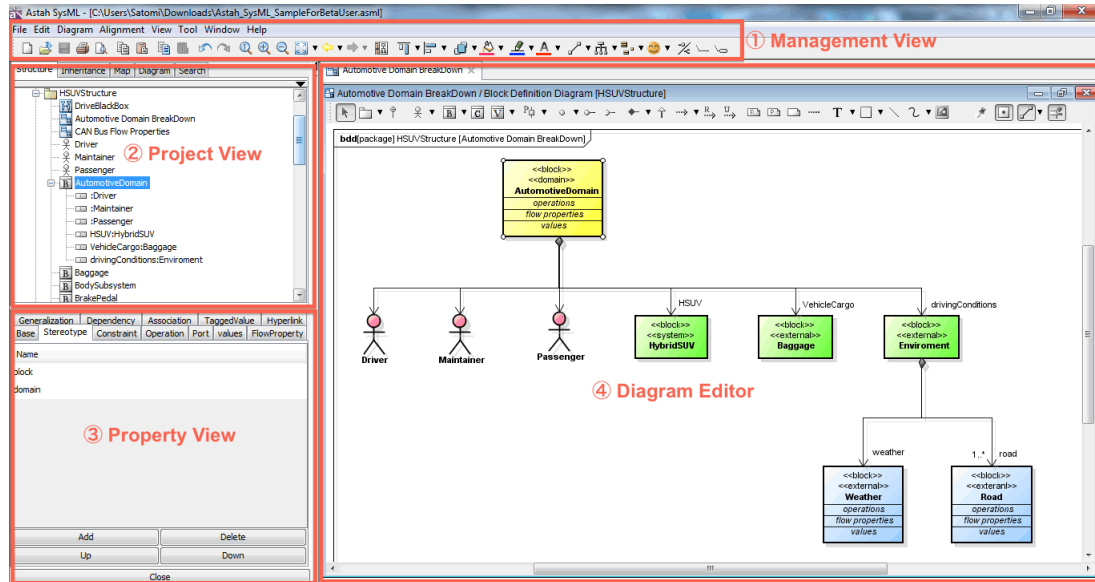 Astah SysML - [C:\Users\Satomi\Downloads\Astah_SysML_SampleForBetaUser.asml]
File Edit Diagram Alignment View Tool Window Help
① Management View
Structure Inheritance Map Diagram Search
HSUVStructure
DriveBlackBox
Automotive Domain BreakDown
CAN Bus Flow Properties
Driver
Maintainer
Passenger
② Project View
B AutomotiveDomain
:Driver
:Maintainer
:Passenger
HSUV:HybridSUV
VehicleCargo:Baggage
drivingConditions:Enviroment
B Baggage
B BodySubsystem
B BrakePedal
Generalization Dependency Association TaggedValue Hyperlink
Base Stereotype Constraint Operation Port values FlowProperty
Name
block
domain
③ Property View
Add Delete
Up Down
Close
Automotive Domain BreakDown
Automotive Domain BreakDown / Block Definition Diagram [HSUVStructure]
bdd[package] HSUVStructure [Automotive Domain BreakDown]
<<block>>
<<domain>>
AutomotiveDomain
operations
flow properties
values
HSUV VehicleCargo drivingConditions
Driver
Maintainer
Passenger
<<block>>
<<system>>
HybridSUV
<<block>>
<<external>>
Baggage
<<block>>
<<external>>
Enviroment
④ Diagram Editor
weather
1..* road
<<block>>
<<external>>
Weather
operations
flow properties
values
<<block>>
<<exteranl>>
Road
operations
flow properties
values